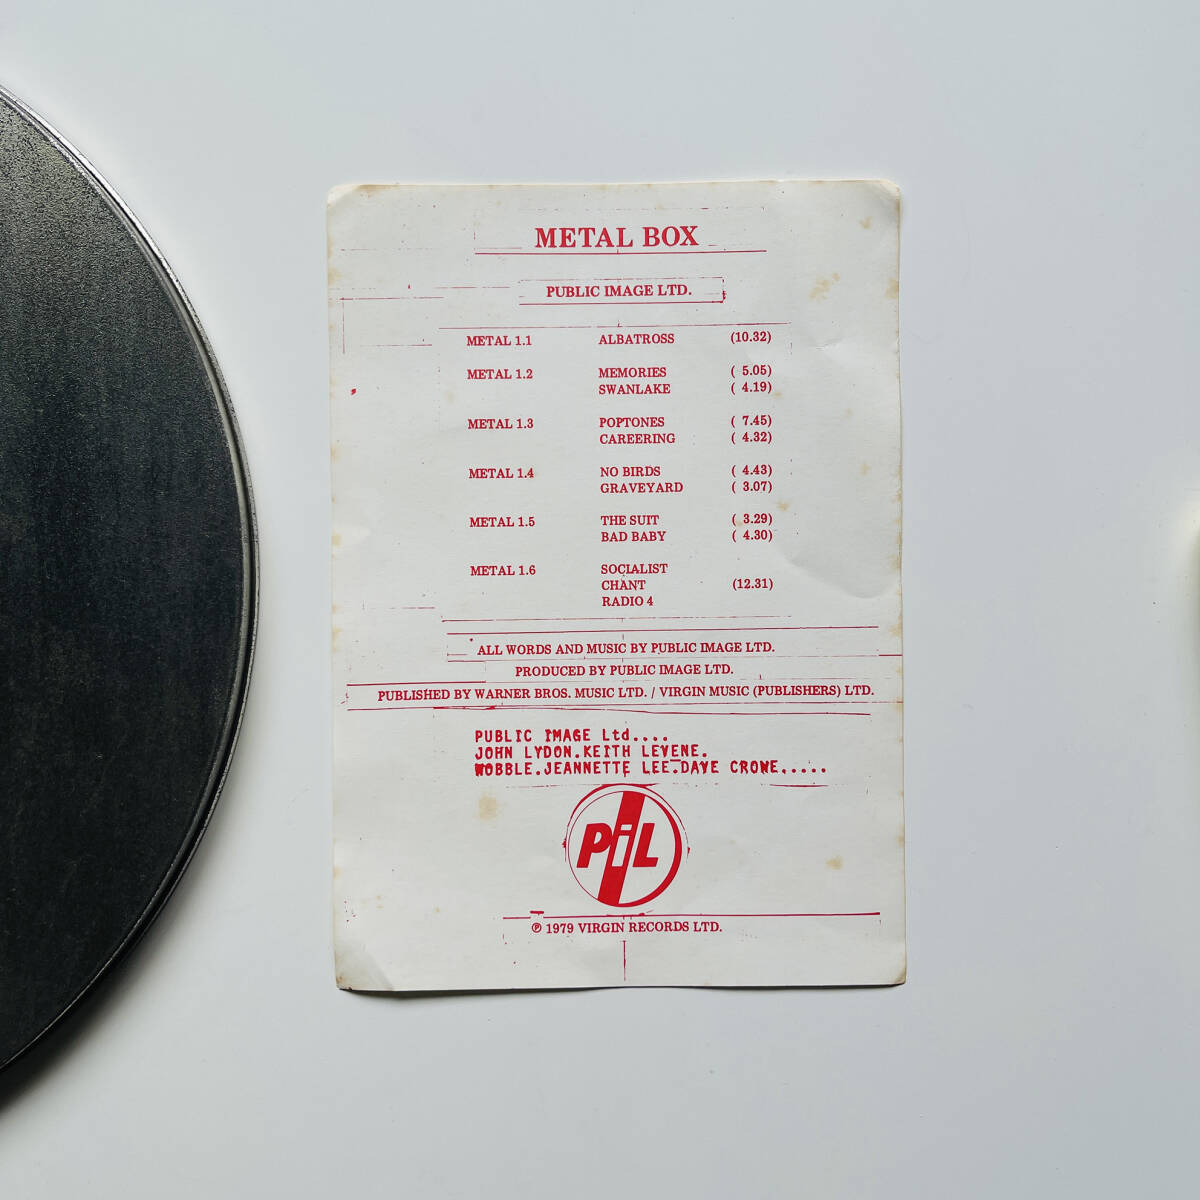 METAL BOX
PUBLIC IMAGE LTD.
METAL 1.1 ALBATROSS (10.32)
METAL 1.2 MEMORIES ( 5.05)
SWANLAKE ( 4.19)
METAL 1.3 POPTONES ( 7.45)
CAREERING ( 4.32)
METAL 1.4 NO BIRDS ( 4.43)
GRAVEYARD ( 3.07)
METAL 1.5 THE SUIT ( 3.29)
BAD BABY ( 4.30)
METAL 1.6 SOCIALIST
CHANT (12.31)
RADIO 4
ALL WORDS AND MUSIC BY PUBLIC IMAGE LTD.
PRODUCED BY PUBLIC IMAGE LTD.
PUBLISHED BY WARNER BROS. MUSIC LTD. / VIRGIN MUSIC (PUBLISHERS) LTD.
PUBLIC IMAGE Ltd....
JOHN LYDON.KEITH LEVENE.
WOBBLE.JEANNETTE LEE.DAVE CROWE.....
PiL
℗ 1979 VIRGIN RECORDS LTD.